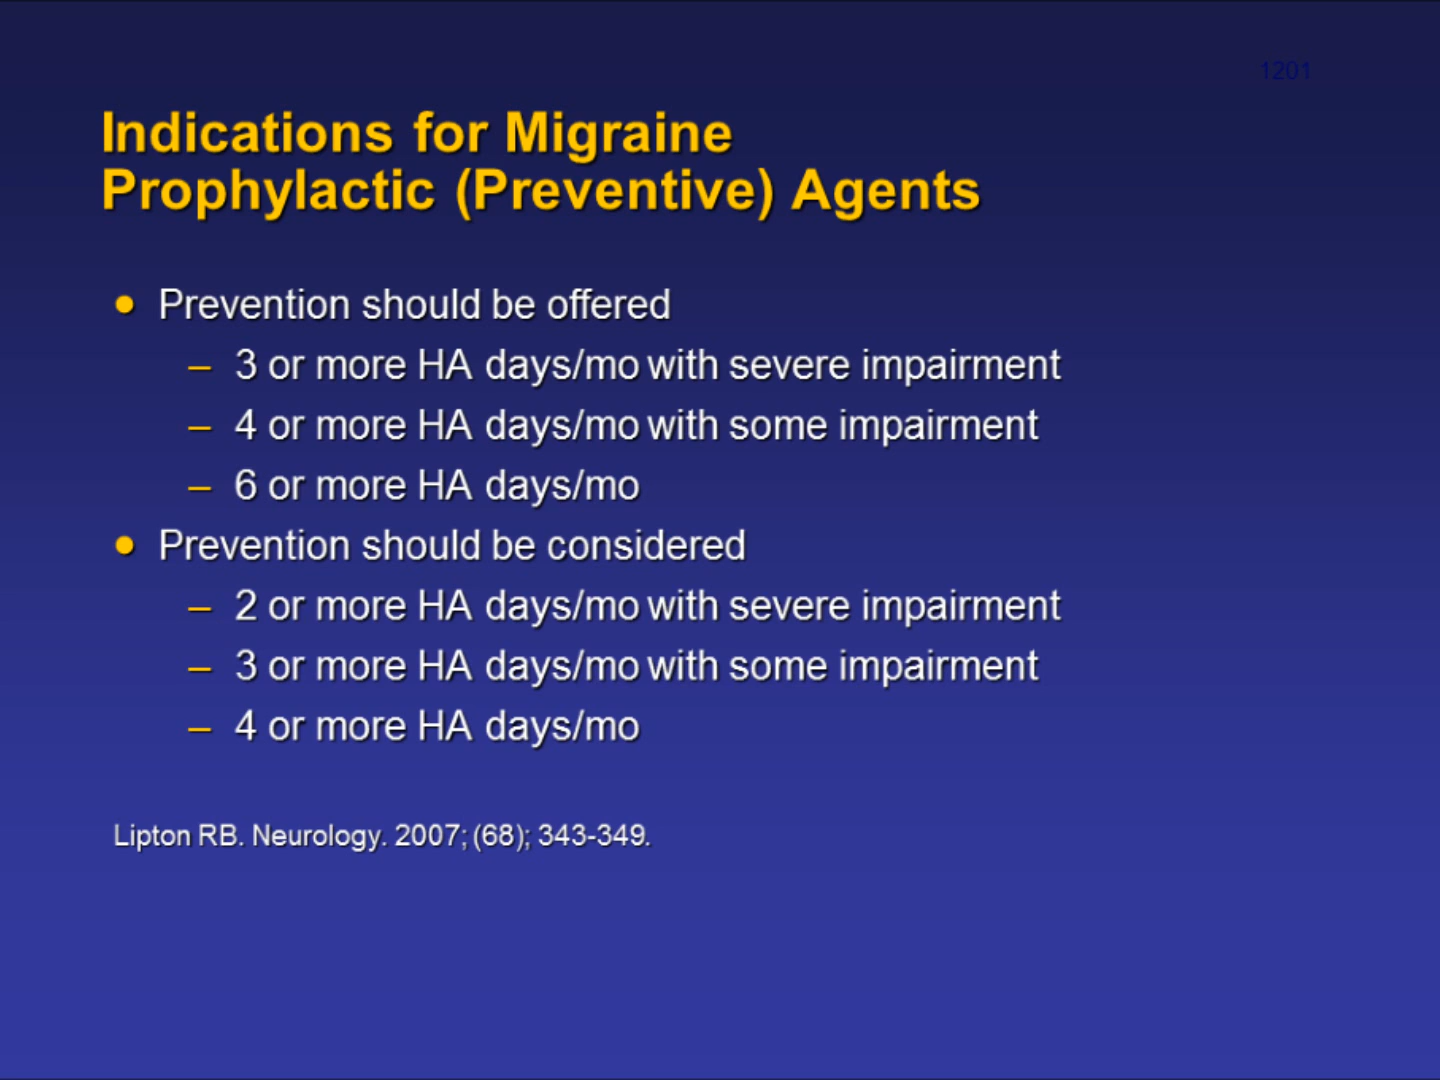 1201
Indications for Migraine
Prophylactic (Preventive) Agents
• Prevention should be offered
– 3 or more HA days/mo with severe impairment
– 4 or more HA days/mo with some impairment
– 6 or more HA days/mo
• Prevention should be considered
– 2 or more HA days/mo with severe impairment
– 3 or more HA days/mo with some impairment
– 4 or more HA days/mo
Lipton RB. Neurology. 2007; (68); 343-349.